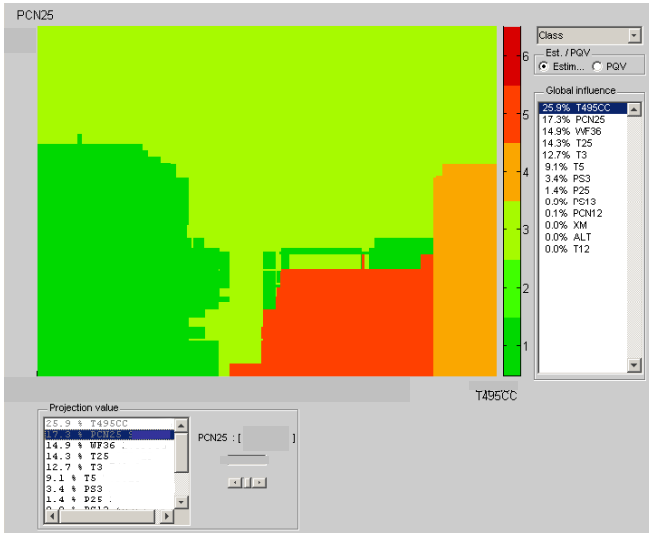 PCN25
Class
Est. / PQV
Estim... PQV
6
5
4
3
2
1
Global influence
25.9% T495CC
17.3% PCN25
14.9% WF36
14.3% T25
12.7% T3
9.1% T5
3.4% PS3
1.4% P25
0.0% PS13
0.1% PCN12
0.0% XM
0.0% ALT
0.0% T12
T495CC
Projection value
25.9 % T495CC
17.3 % PCN25
14.9 % WF36
14.3 % T25
12.7 % T3
9.1 % T5
3.4 % PS3
1.4 % P25
PCN25 : [ ]